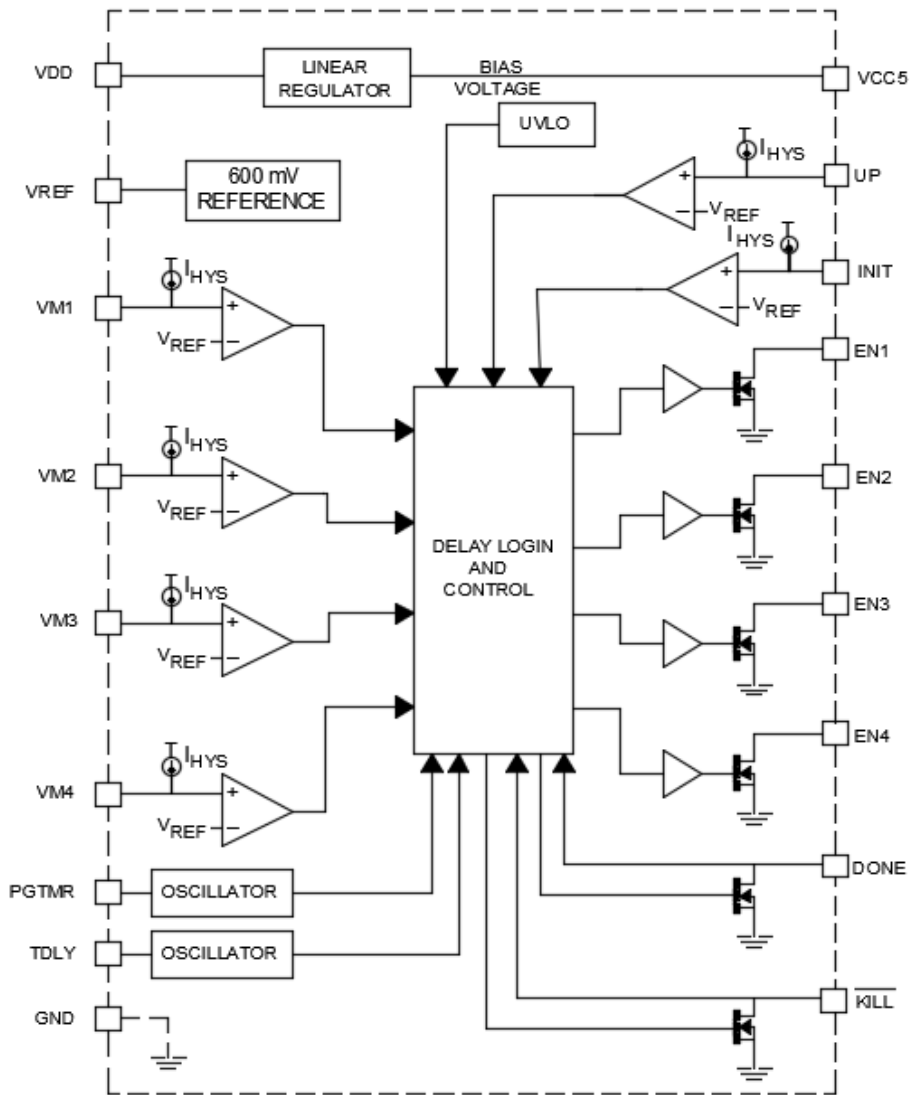 VDD
LINEAR
REGULATOR
BIAS
VOLTAGE
VCC5
UVLO
VREF
600 mV
REFERENCE
IHYS
UP
VREF
IHYS
INIT
VREF
VM1
IHYS
VREF
EN1
VM2
IHYS
VREF
EN2
DELAY LOGIN
AND
CONTROL
VM3
IHYS
VREF
EN3
VM4
IHYS
VREF
EN4
PGTMR
OSCILLATOR
DONE
TDLY
OSCILLATOR
GND
KILL